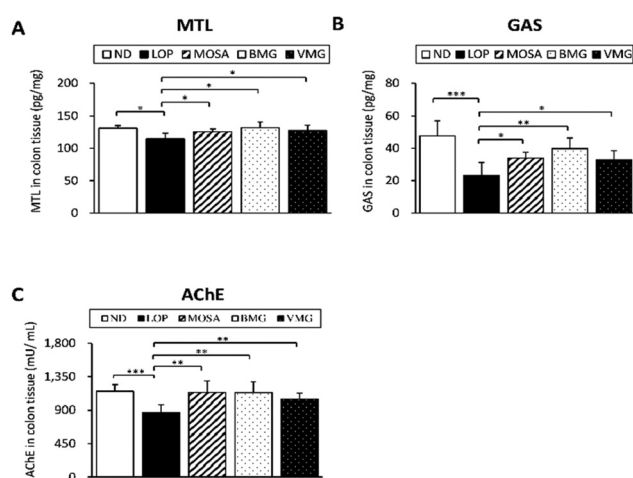 A
MTL
ND LOP MOSA BMG VMG
MTL in colon tissue (pg/mg)
200
150
100
50
0
*
*
*
*
B
GAS
ND LOP MOSA BMG VMG
GAS in colon tissue (pg/mg)
80
60
40
20
0
***
*
**
*
C
AChE
ND LOP MOSA BMG VMG
AChE in colon tissue (mU/ mL)
1,800
1,350
900
450
0
***
**
**
**